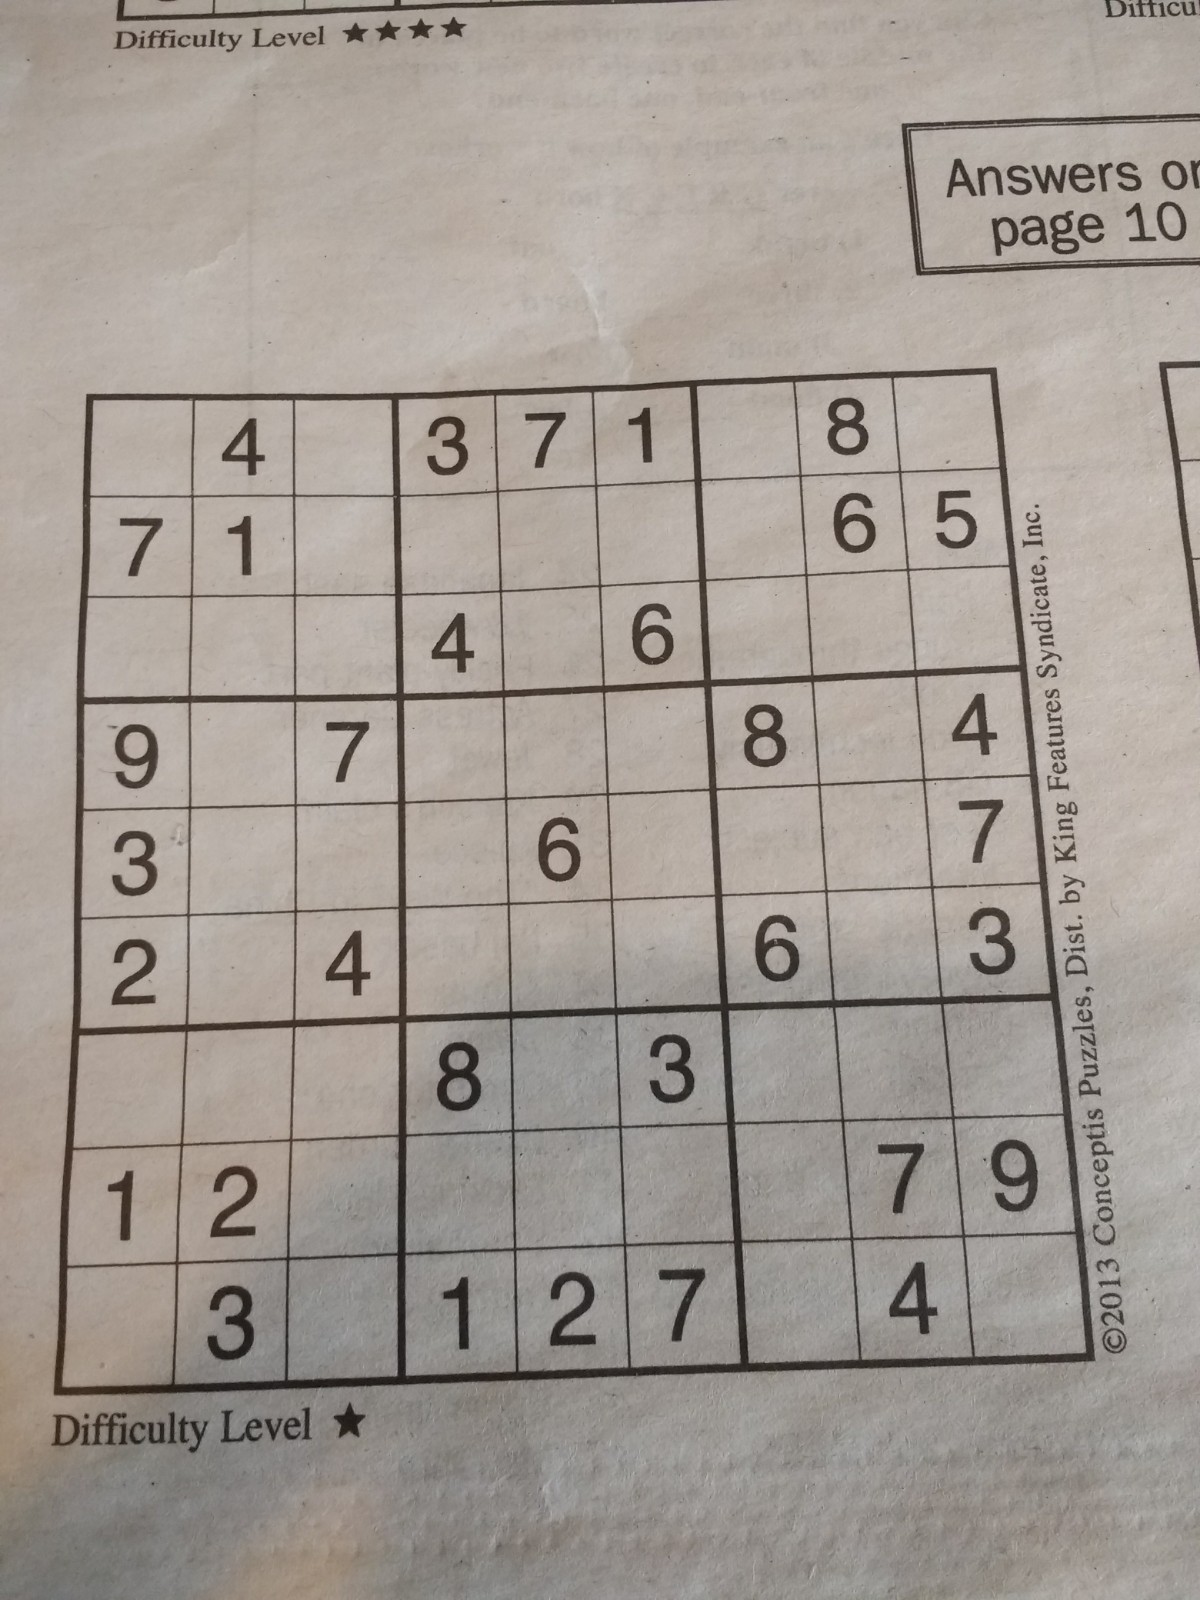 Difficulty Level ★★★★
Difficu
Answers on
page 10
4 3 7 1 8
7 1 6 5
4 6
9 7 8 4
3 6 7
2 4 6 3
8 3
1 2 7 9
3 1 2 7 4
©2013 Conceptis Puzzles, Dist. by King Features Syndicate, Inc.
Difficulty Level ★